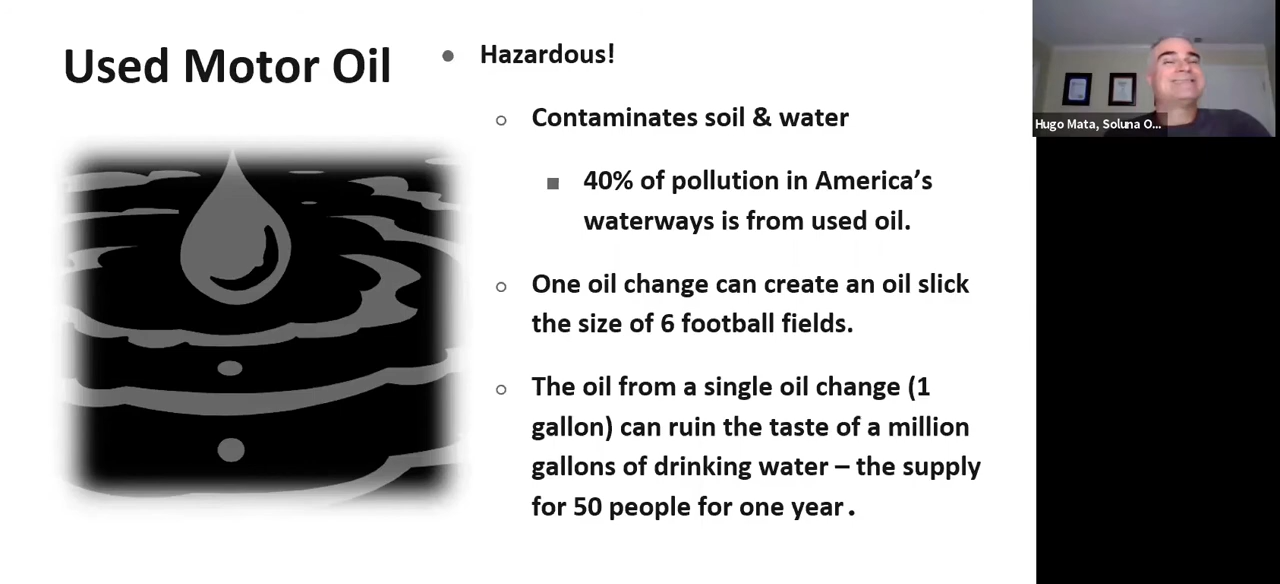 Used Motor Oil
Hazardous!
Contaminates soil & water
40% of pollution in America's
waterways is from used oil.
One oil change can create an oil slick
the size of 6 football fields.
The oil from a single oil change (1
gallon) can ruin the taste of a million
gallons of drinking water – the supply
for 50 people for one year.
Hugo Mata, Soluna O...